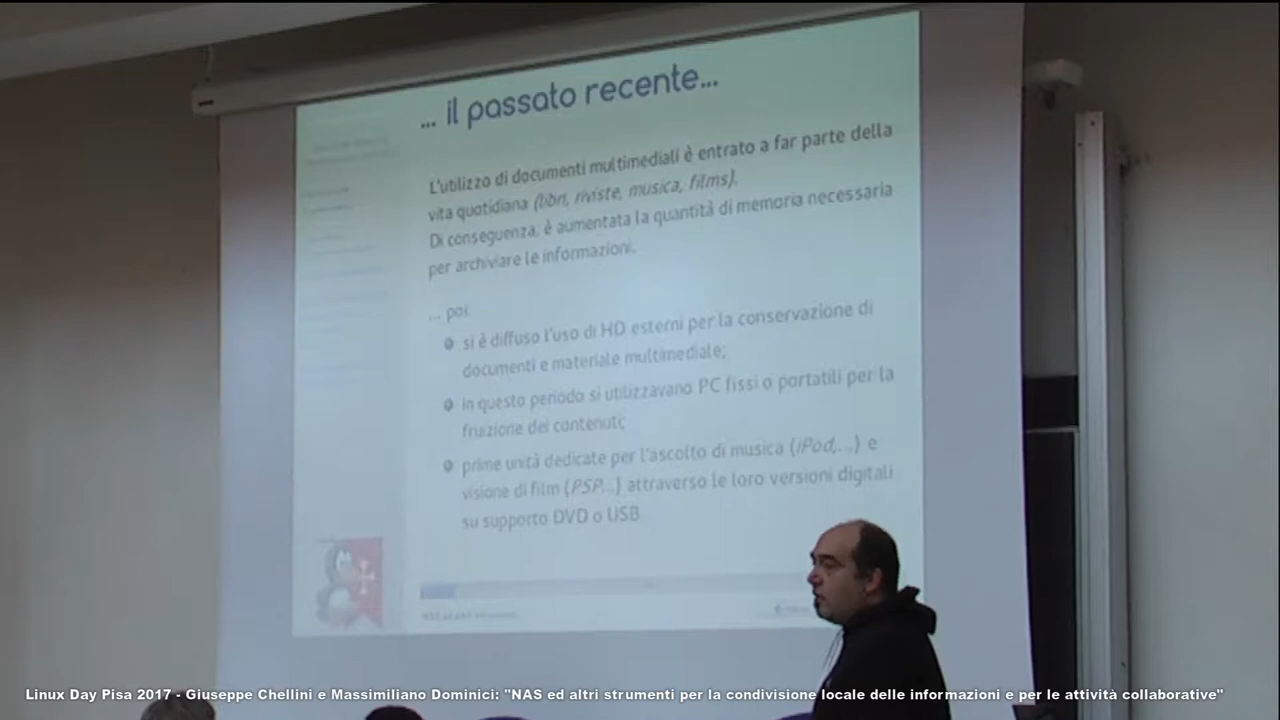 ... il passato recente...
L'utilizzo di documenti multimediali è entrato a far parte della
vita quotidiana (libri, riviste, musica, films).
Di conseguenza, è aumentata la quantità di memoria necessaria
per archiviare le informazioni.
... poi
si è diffuso l'uso di HD esterni per la conservazione di
documenti e materiale multimediale;
in questo periodo si utilizzavano PC fissi o portatili per la
fruizione dei contenuti;
prime unità dedicate per l'ascolto di musica (iPod,...) e
visione di film (PSP...) attraverso le loro versioni digitali
su supporto DVD o USB.
Linux Day Pisa 2017 - Giuseppe Chellini e Massimiliano Dominici: "NAS ed altri strumenti per la condivisione locale delle informazioni e per le attività collaborative"